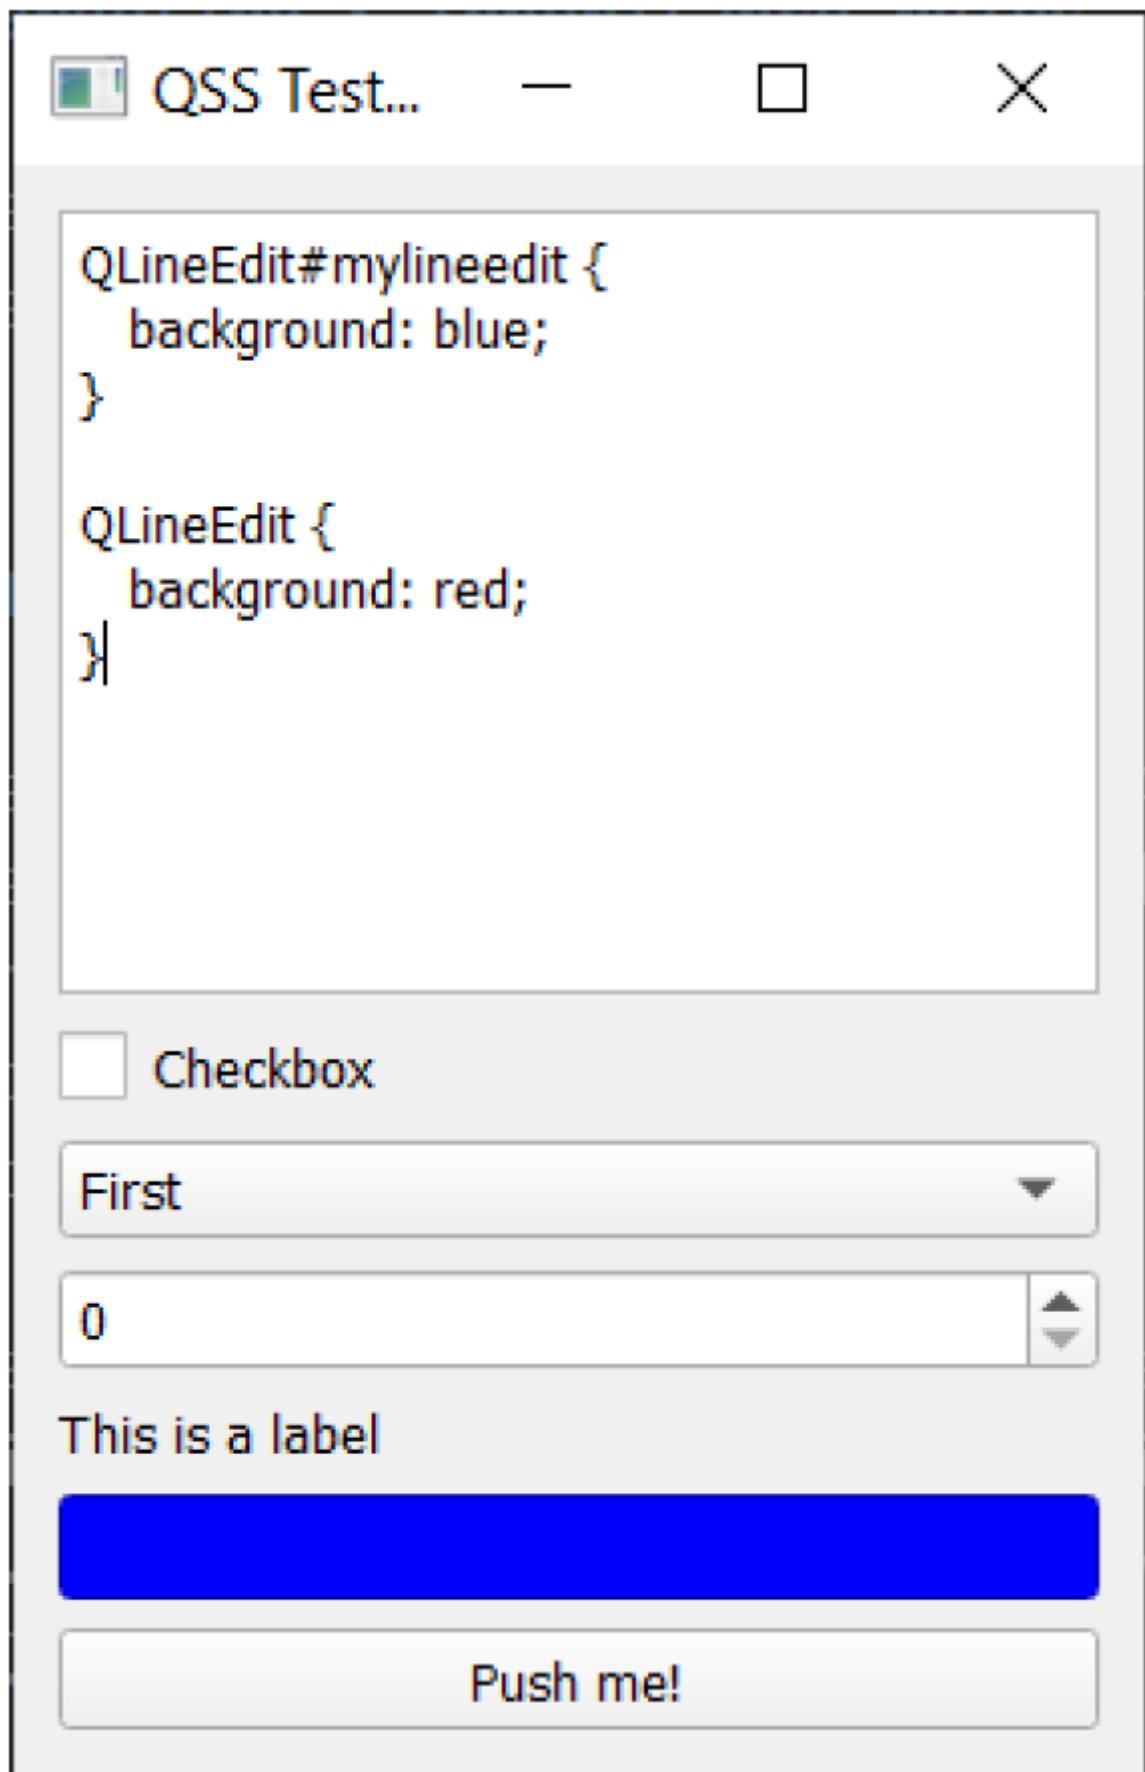 QSS Test...
QLineEdit#mylineedit {
   background: blue;
}

QLineEdit {
   background: red;
}
Checkbox
First
0
This is a label
Push me!